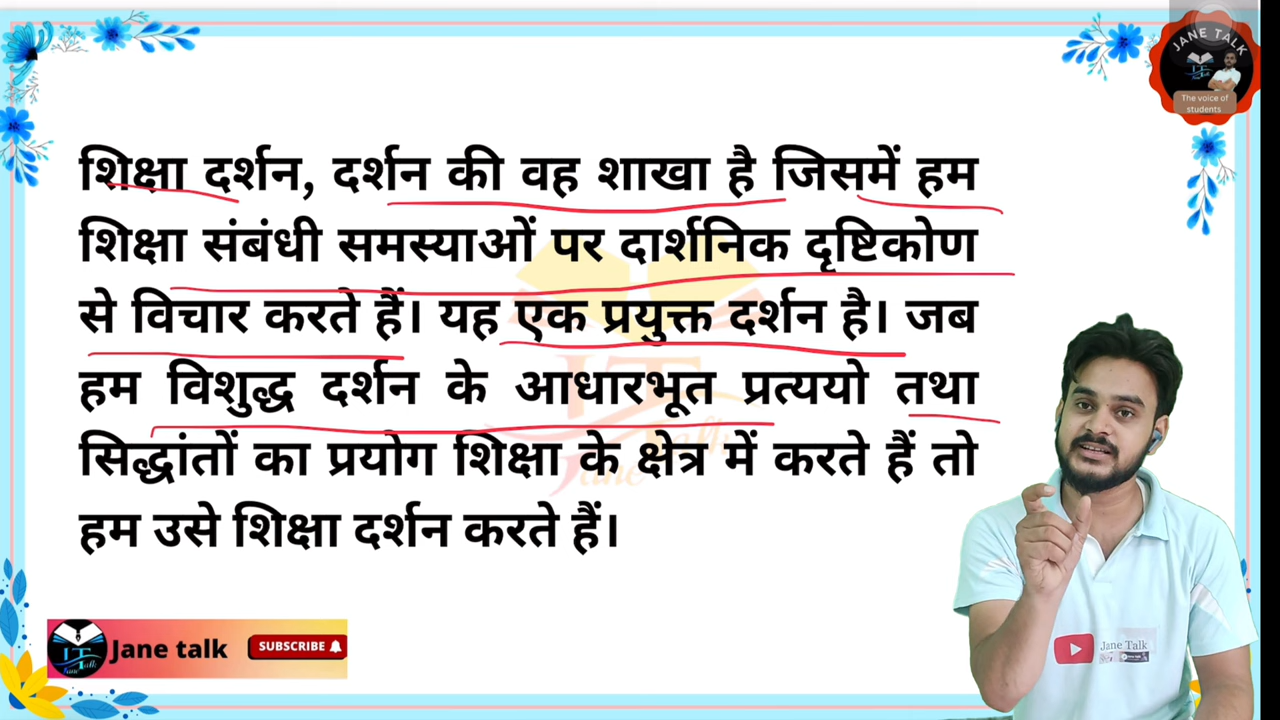 JANE TALK
The voice of
students
शिक्षा दर्शन, दर्शन की वह शाखा है जिसमें हम
शिक्षा संबंधी समस्याओं पर दार्शनिक दृष्टिकोण
से विचार करते हैं। यह एक प्रयुक्त दर्शन है। जब
हम विशुद्ध दर्शन के आधारभूत प्रत्ययो तथा
सिद्धांतों का प्रयोग शिक्षा के क्षेत्र में करते हैं तो
हम उसे शिक्षा दर्शन करते हैं।
Jane talk
SUBSCRIBE
Jane Talk